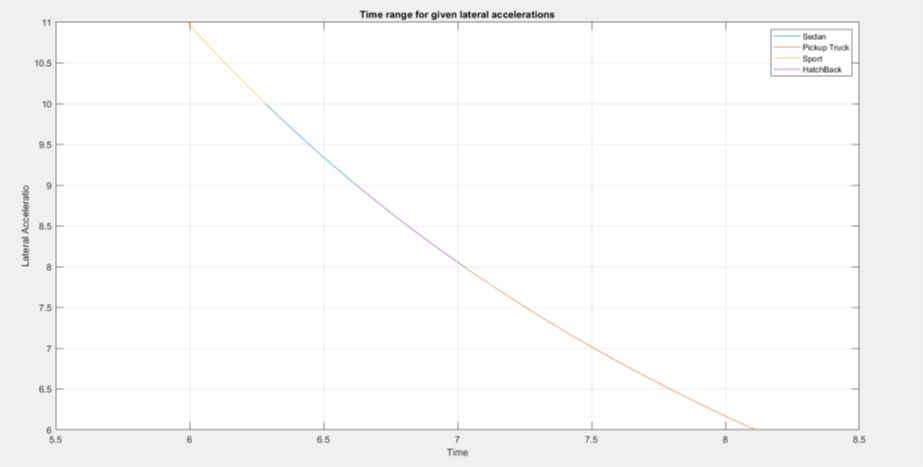 Time range for given lateral accelerations
11
10.5
10
9.5
9
8.5
8
7.5
7
6.5
6
Lateral Acceleratio
Sedan
Pickup Truck
Sport
HatchBack
5.5 6 6.5 7 7.5 8 8.5
Time